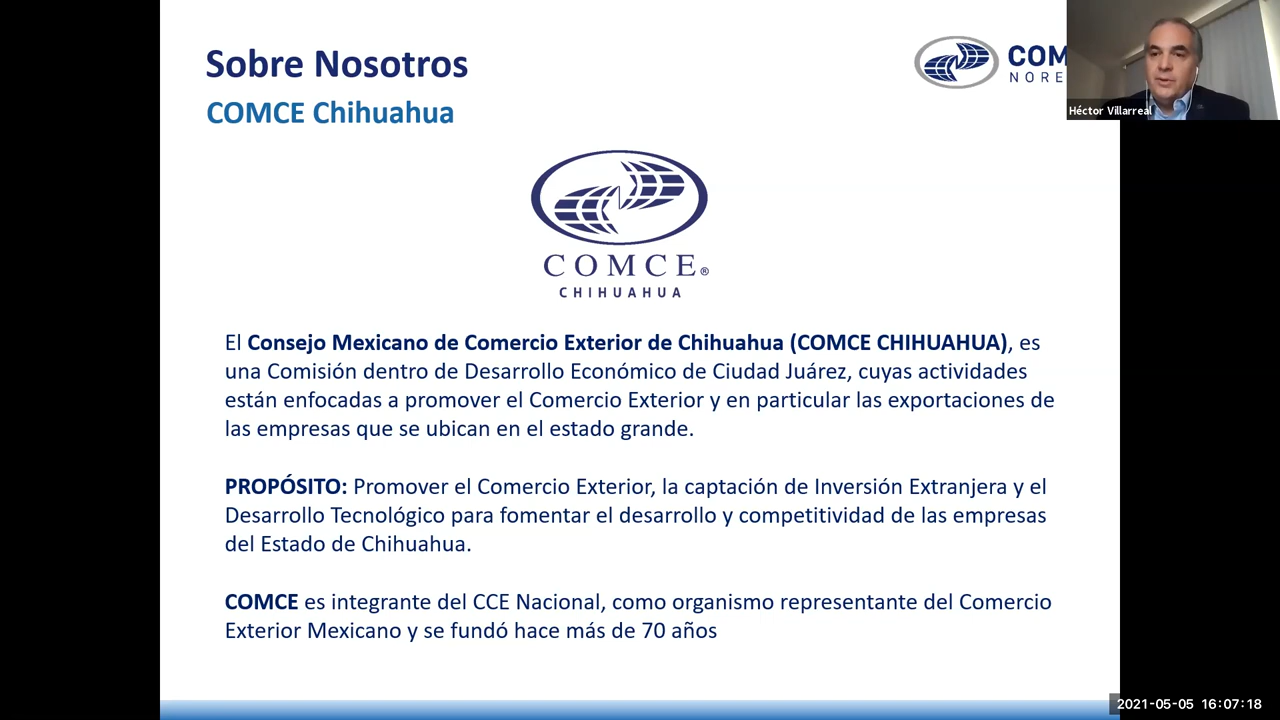 Sobre Nosotros
COMCE Chihuahua
Héctor Villarreal
COMCE®
CHIHUAHUA
El Consejo Mexicano de Comercio Exterior de Chihuahua (COMCE CHIHUAHUA), es
una Comisión dentro de Desarrollo Económico de Ciudad Juárez, cuyas actividades
están enfocadas a promover el Comercio Exterior y en particular las exportaciones de
las empresas que se ubican en el estado grande.
PROPÓSITO: Promover el Comercio Exterior, la captación de Inversión Extranjera y el
Desarrollo Tecnológico para fomentar el desarrollo y competitividad de las empresas
del Estado de Chihuahua.
COMCE es integrante del CCE Nacional, como organismo representante del Comercio
Exterior Mexicano y se fundó hace más de 70 años
2021-05-05 16:07:18